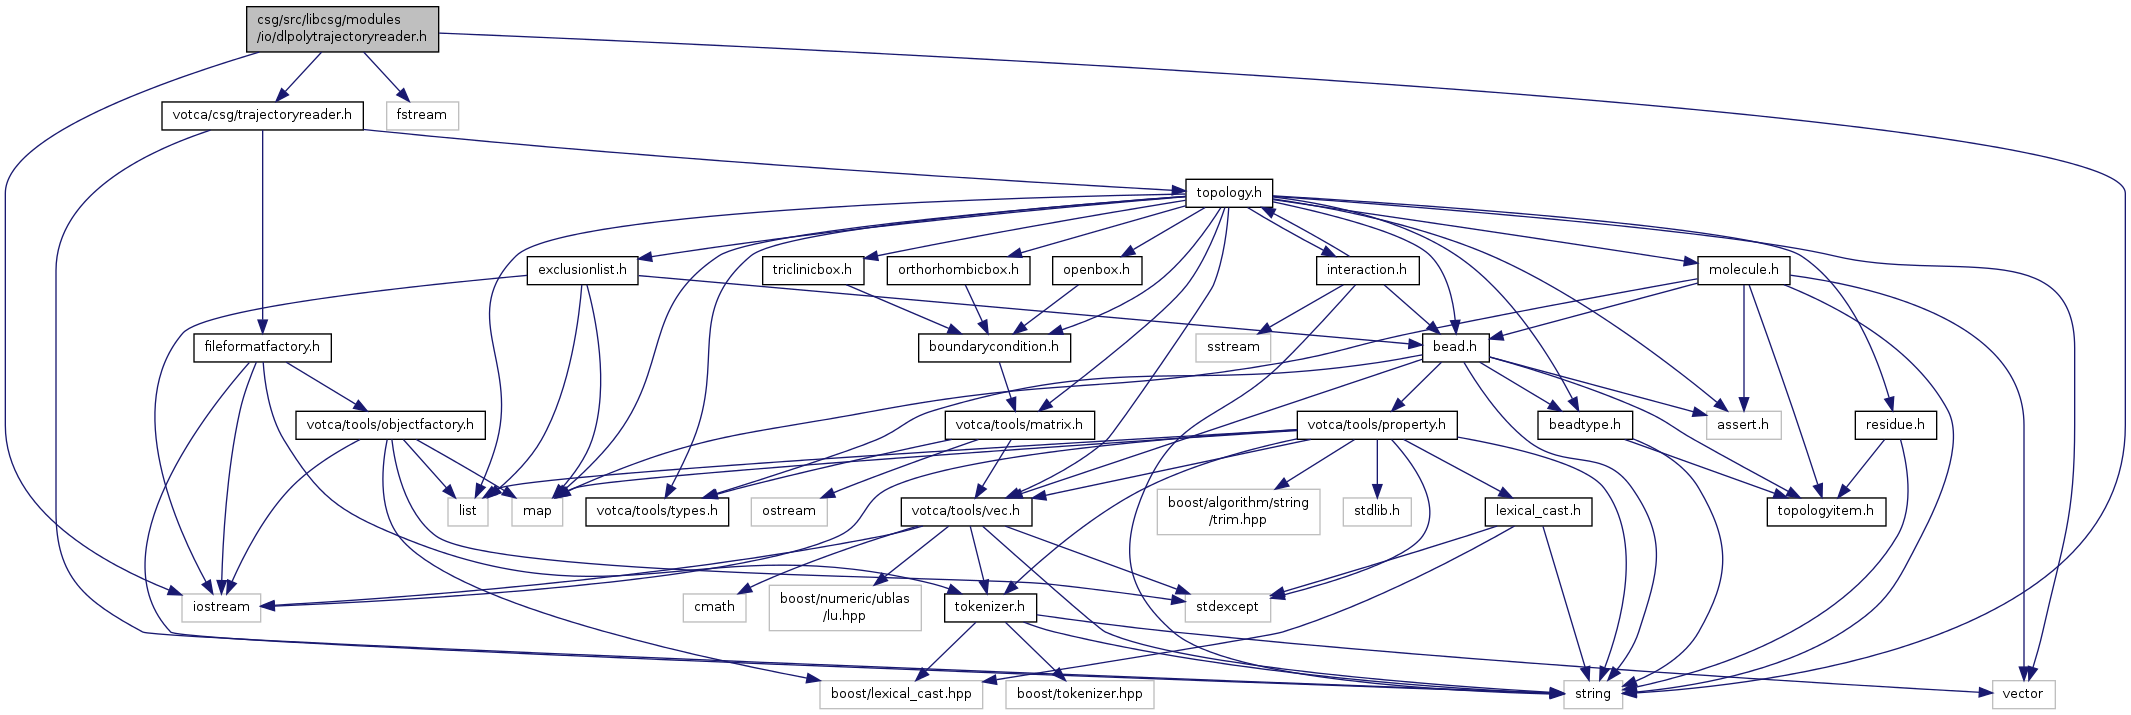 csg/src/libcsg/modules
/io/dlpolytrajectoryreader.h
votca/csg/trajectoryreader.h
fstream
topology.h
exclusionlist.h
triclinicbox.h
orthorhombicbox.h
openbox.h
interaction.h
molecule.h
fileformatfactory.h
boundarycondition.h
sstream
bead.h
votca/tools/objectfactory.h
votca/tools/matrix.h
votca/tools/property.h
beadtype.h
assert.h
residue.h
list
map
votca/tools/types.h
ostream
votca/tools/vec.h
boost/algorithm/string
/trim.hpp
stdlib.h
lexical_cast.h
topologyitem.h
iostream
cmath
boost/numeric/ublas
/lu.hpp
tokenizer.h
stdexcept
boost/lexical_cast.hpp
boost/tokenizer.hpp
string
vector